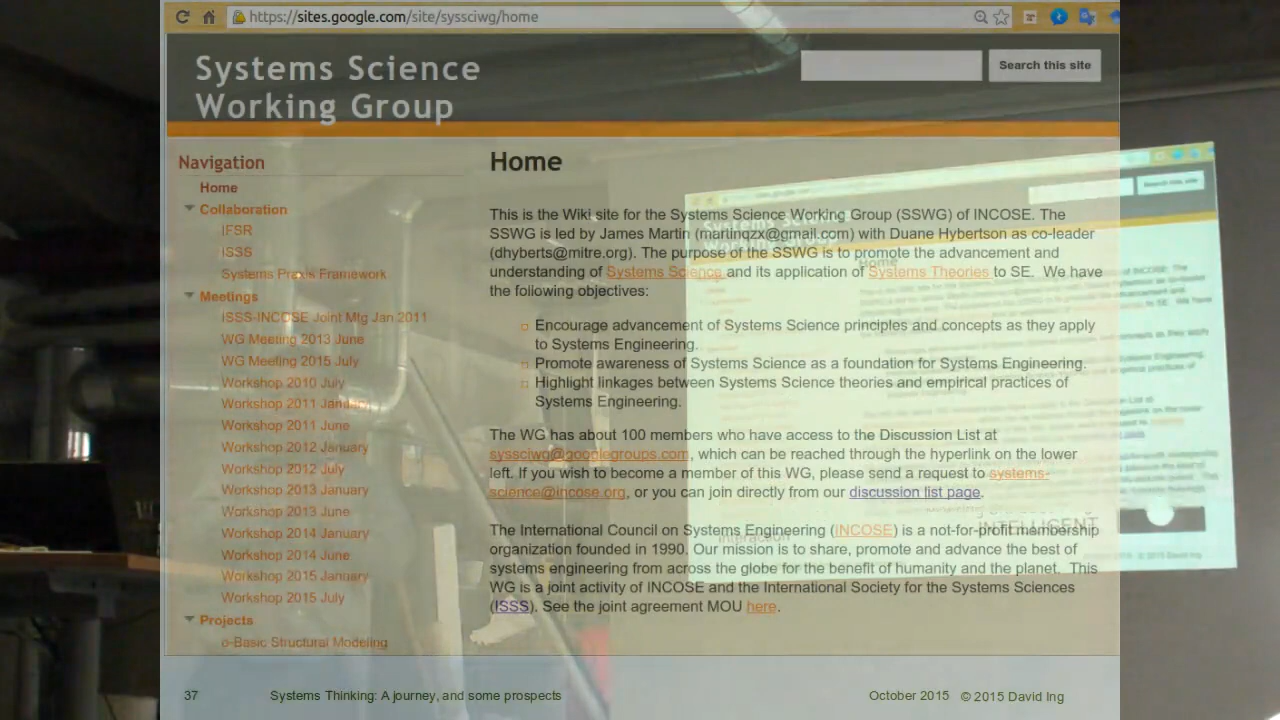 https://sites.google.com/site/syssciwg/home
Systems Science
Working Group
Search this site
Navigation
Home
Collaboration
IFSR
ISSS
Systems Praxis Framework
Meetings
ISSS-INCOSE Joint Mtg Jan 2011
WG Meeting 2013 June
WG Meeting 2015 July
Workshop 2010 July
Workshop 2011 January
Workshop 2011 June
Workshop 2012 January
Workshop 2012 July
Workshop 2013 January
Workshop 2013 June
Workshop 2014 January
Workshop 2014 June
Workshop 2015 January
Workshop 2015 July
Projects
o-Basic Structural Modeling
Home
This is the Wiki site for the Systems Science Working Group (SSWG) of INCOSE. The
SSWG is led by James Martin (martinqzx@gmail.com) with Duane Hybertson as co-leader
(dhyberts@mitre.org). The purpose of the SSWG is to promote the advancement and
understanding of Systems Science and its application of Systems Theories to SE. We have
the following objectives:
Encourage advancement of Systems Science principles and concepts as they apply
to Systems Engineering.
Promote awareness of Systems Science as a foundation for Systems Engineering.
Highlight linkages between Systems Science theories and empirical practices of
Systems Engineering.
The WG has about 100 members who have access to the Discussion List at
syssciwg@googlegroups.com, which can be reached through the hyperlink on the lower
left. If you wish to become a member of this WG, please send a request to systems-
science@incose.org, or you can join directly from our discussion list page.
The International Council on Systems Engineering (INCOSE) is a not-for-profit membership
organization founded in 1990. Our mission is to share, promote and advance the best of
systems engineering from across the globe for the benefit of humanity and the planet. This
WG is a joint activity of INCOSE and the International Society for the Systems Sciences
(ISSS). See the joint agreement MOU here.
37
Systems Thinking: A journey, and some prospects
October 2015
© 2015 David Ing
Search this site
Systems Science
Working Group
Home
INTELLIGENT
© 2015 David Ing